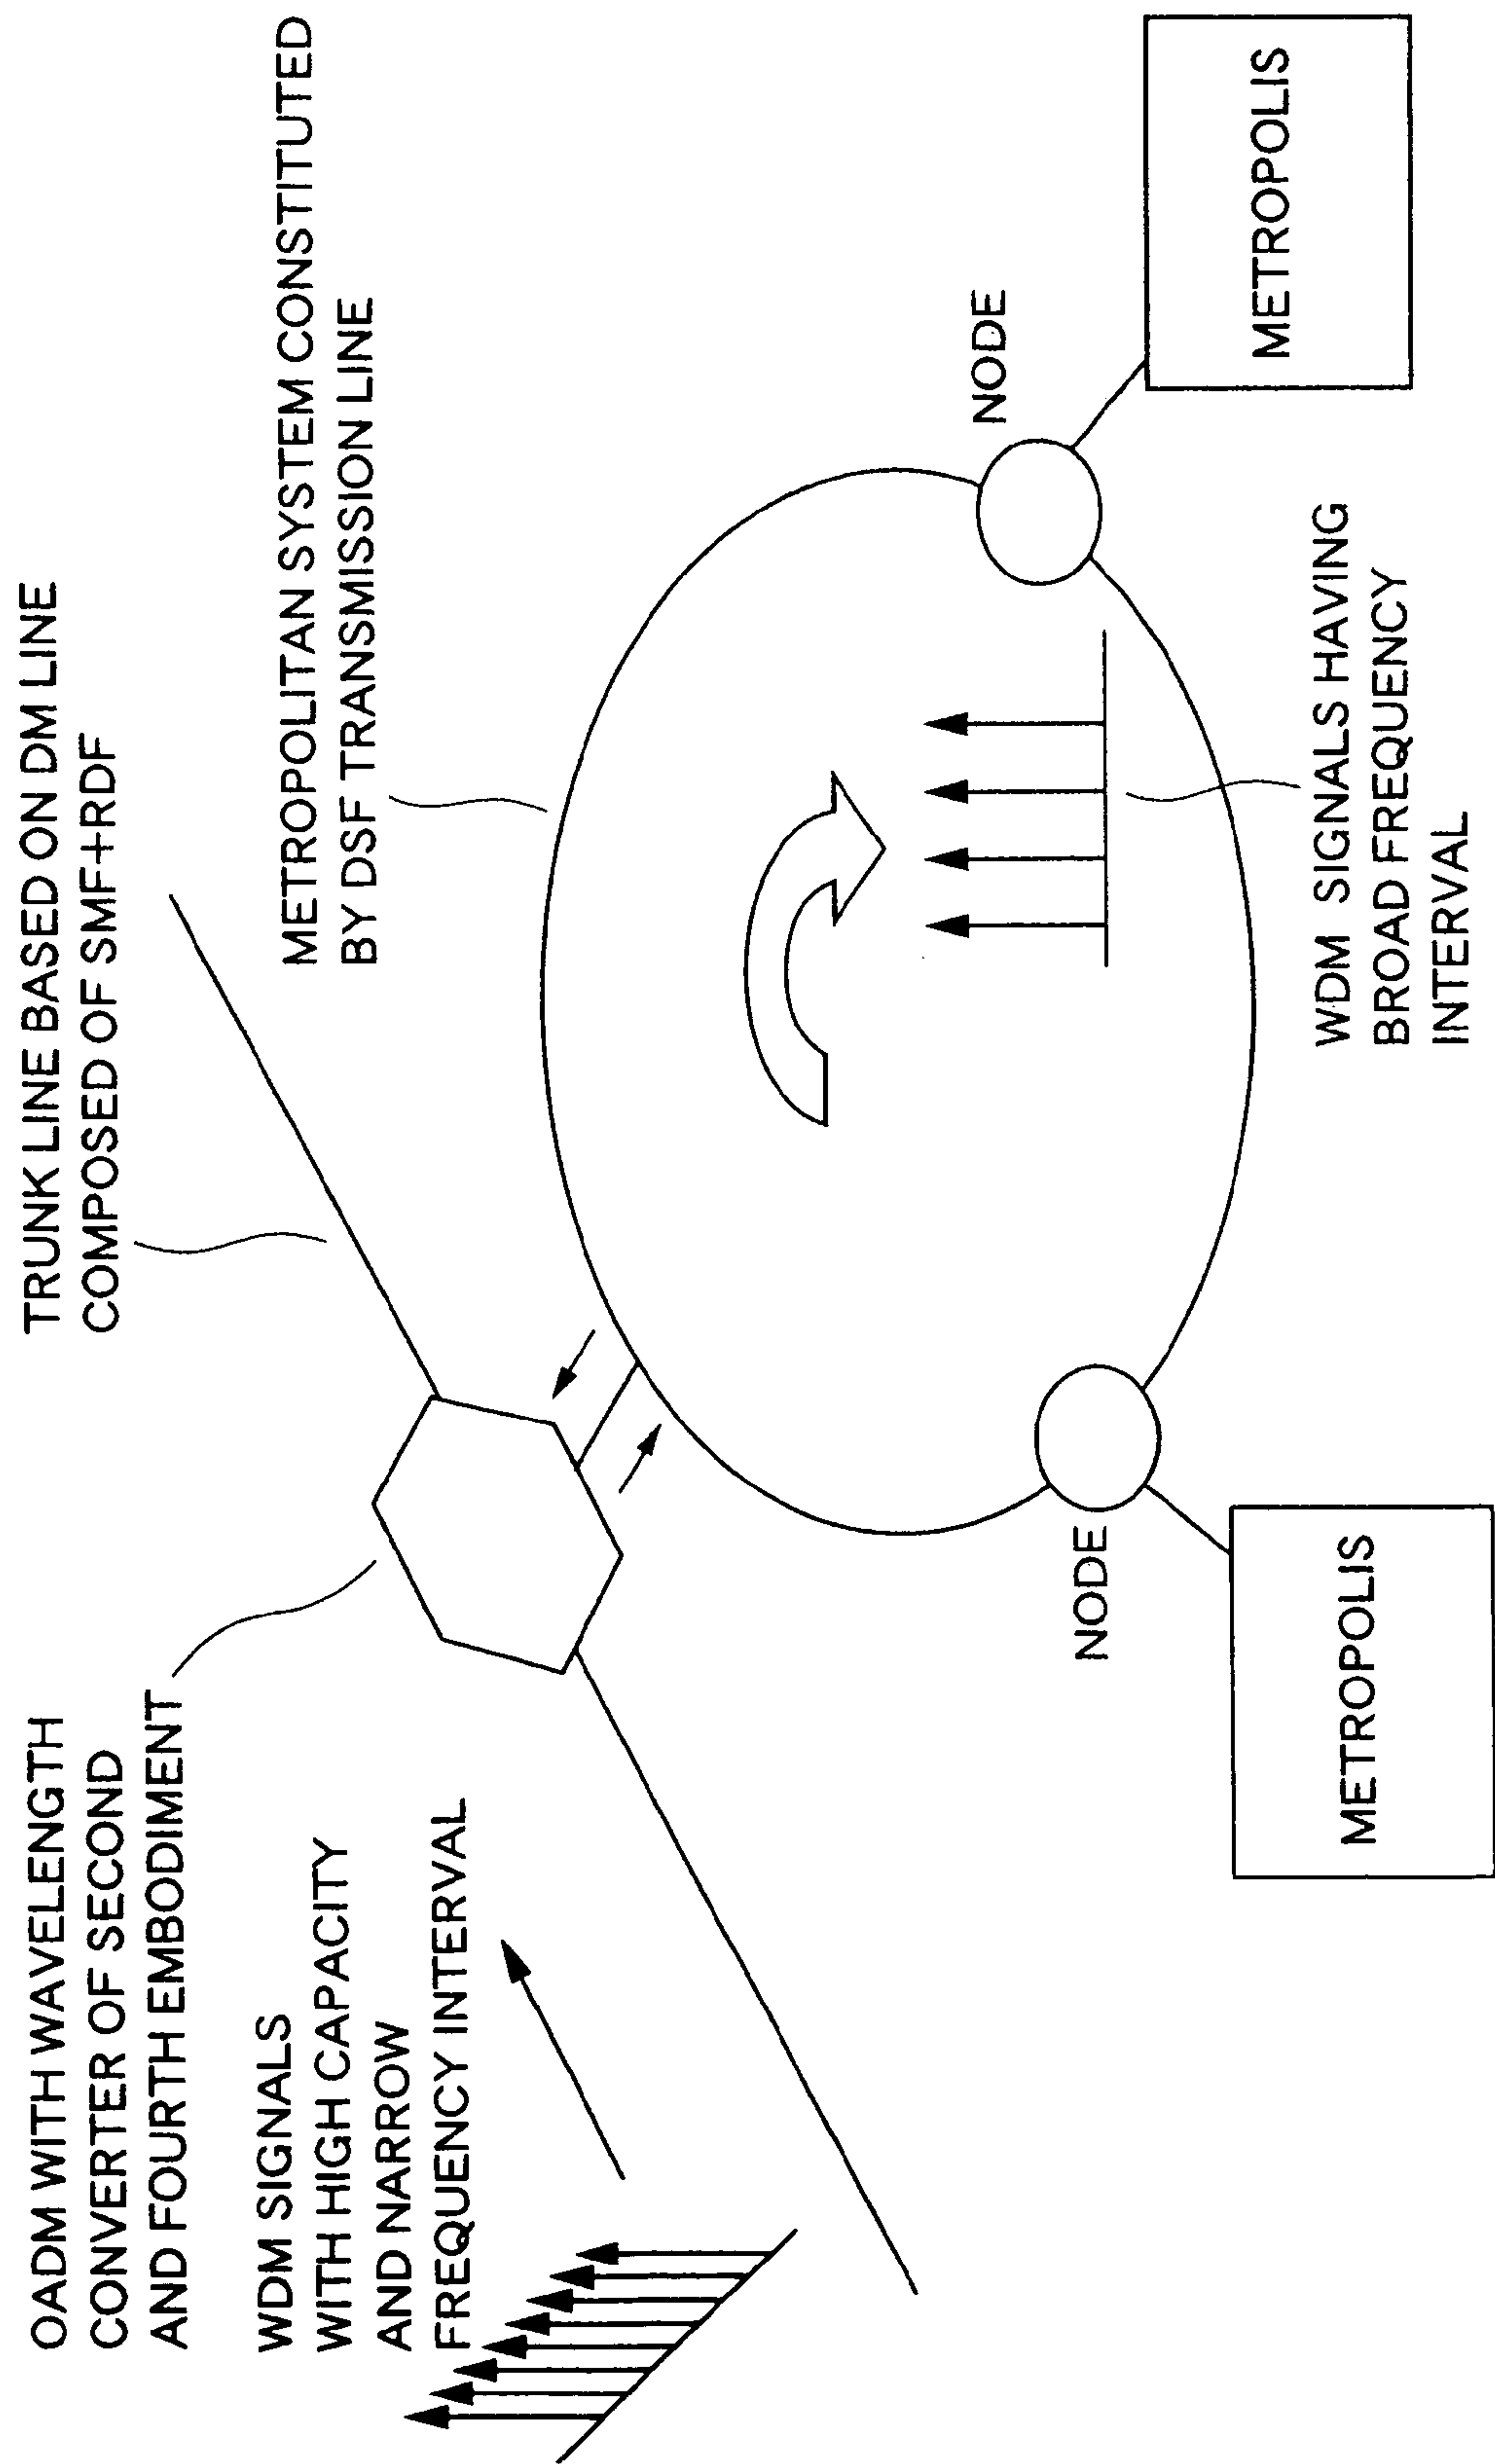 OADM WITH WAVELENGTH
CONVERTER OF SECOND
AND FOURTH EMBODIMENT
TRUNK LINE BASED ON DM LINE
COMPOSED OF SMF+RDF
WDM SIGNALS
WITH HIGH CAPACITY
AND NARROW
FREQUENCY INTERVAL
METROPOLITAN SYSTEM CONSTITUTED
BY DSF TRANSMISSION LINE
NODE
NODE
METROPOLIS
WDM SIGNALS HAVING
BROAD FREQUENCY
INTERVAL
METROPOLIS